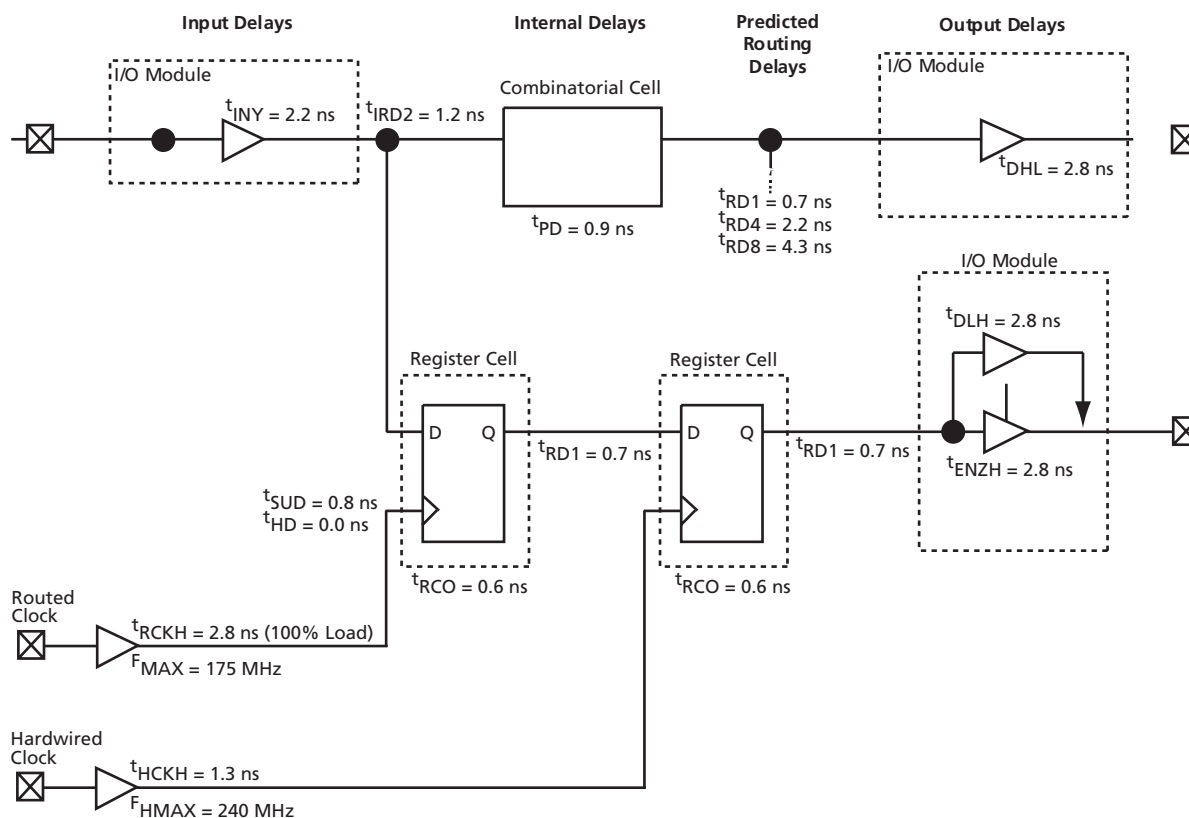 Input Delays
Internal Delays
Predicted
Routing
Delays
Output Delays
I/O Module
tINY = 2.2 ns
tIRD2 = 1.2 ns
Combinatorial Cell
tPD = 0.9 ns
tRD1 = 0.7 ns
tRD4 = 2.2 ns
tRD8 = 4.3 ns
I/O Module
tDHL = 2.8 ns
I/O Module
tDLH = 2.8 ns
tENZH = 2.8 ns
Register Cell
D Q
tRD1 = 0.7 ns
Register Cell
D Q
tRD1 = 0.7 ns
tSUD = 0.8 ns
tHD = 0.0 ns
tRCO = 0.6 ns
tRCO = 0.6 ns
Routed
Clock
tRCKH = 2.8 ns (100% Load)
FMAX = 175 MHz
Hardwired
Clock
tHCKH = 1.3 ns
FHMAX = 240 MHz